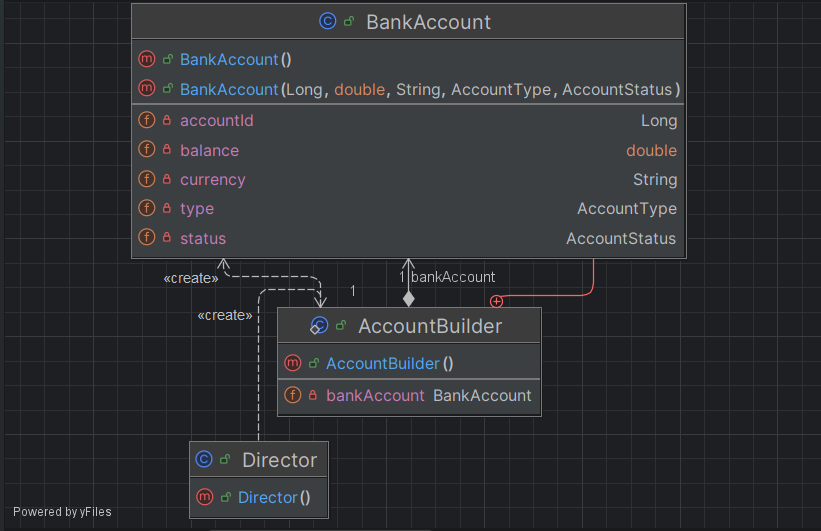 BankAccount
BankAccount()
BankAccount(Long, double, String, AccountType, AccountStatus)
accountId Long
balance double
currency String
type AccountType
status AccountStatus
«create»
1 bankAccount
1
«create»
AccountBuilder
AccountBuilder()
bankAccount BankAccount
Director
Director()
Powered by yFiles